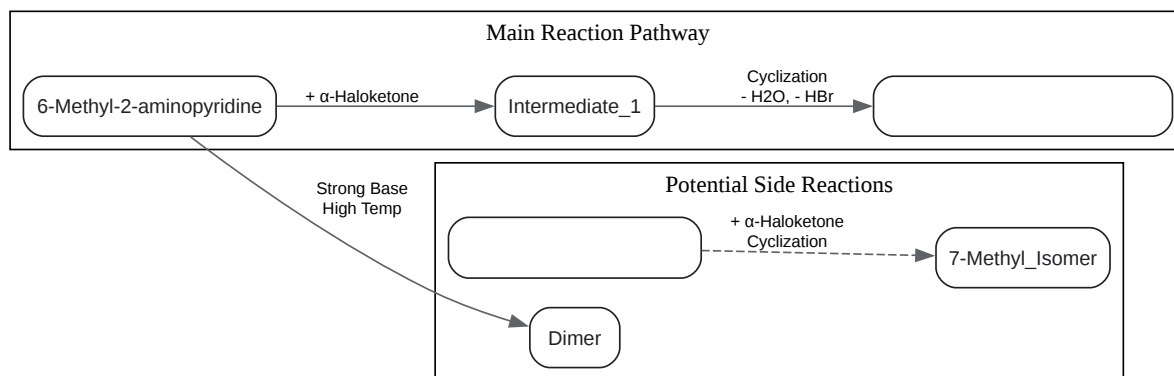 Main Reaction Pathway
6-Methyl-2-aminopyridine
+ α-Haloketone
Intermediate_1
Cyclization
- H2O, - HBr
Strong Base
High Temp
Potential Side Reactions
+ α-Haloketone
Cyclization
7-Methyl_Isomer
Dimer